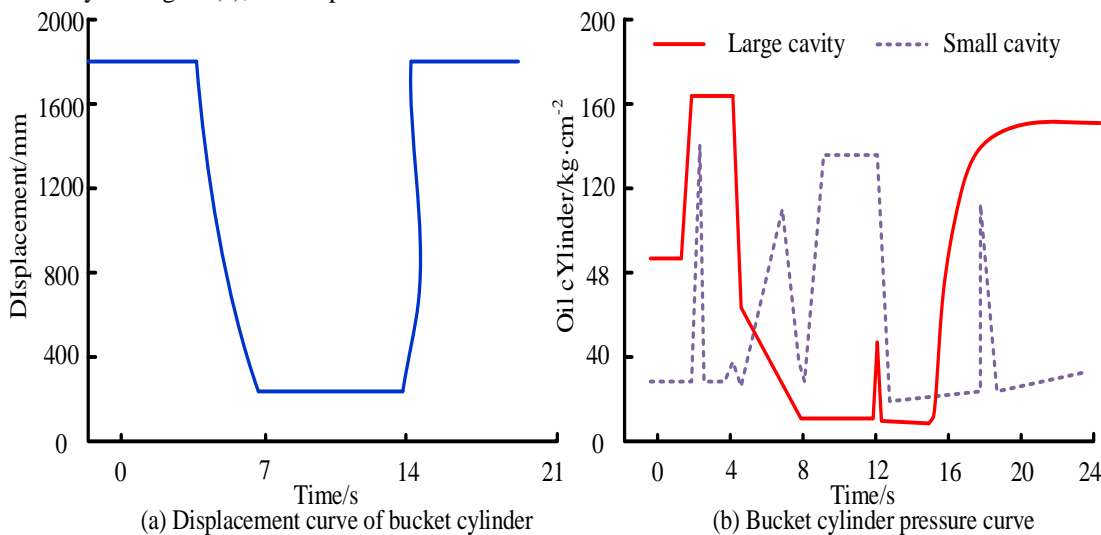 2000
1600
1200
800
400
0
DIsplacement/mm
0 7 14 21
Time/s
(a) Displacement curve of bucket cylinder
200
160
120
48
40
0
Oil cYlinder/kg·cm-2
Large cavity Small cavity
0 4 8 12 16 20 24
Time/s
(b) Bucket cylinder pressure curve